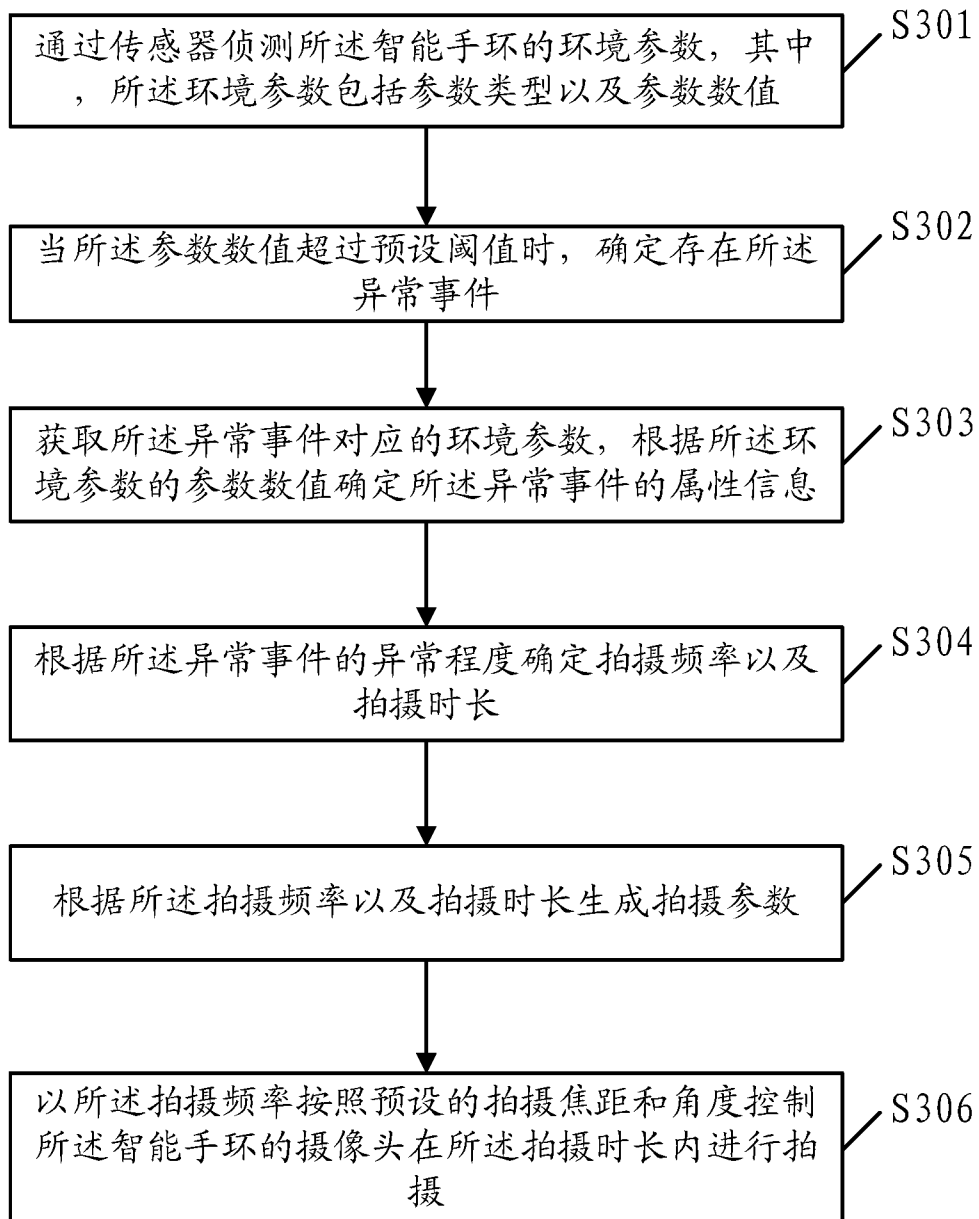 通过传感器侦测所述智能手环的环境参数，其中
，所述环境参数包括参数类型以及参数数值
S301
当所述参数数值超过预设阈值时，确定存在所述
异常事件
S302
获取所述异常事件对应的环境参数，根据所述环
境参数的参数数值确定所述异常事件的属性信息
S303
根据所述异常事件的异常程度确定拍摄频率以及
拍摄时长
S304
根据所述拍摄频率以及拍摄时长生成拍摄参数
S305
以所述拍摄频率按照预设的拍摄焦距和角度控制
所述智能手环的摄像头在所述拍摄时长内进行拍
摄
S306